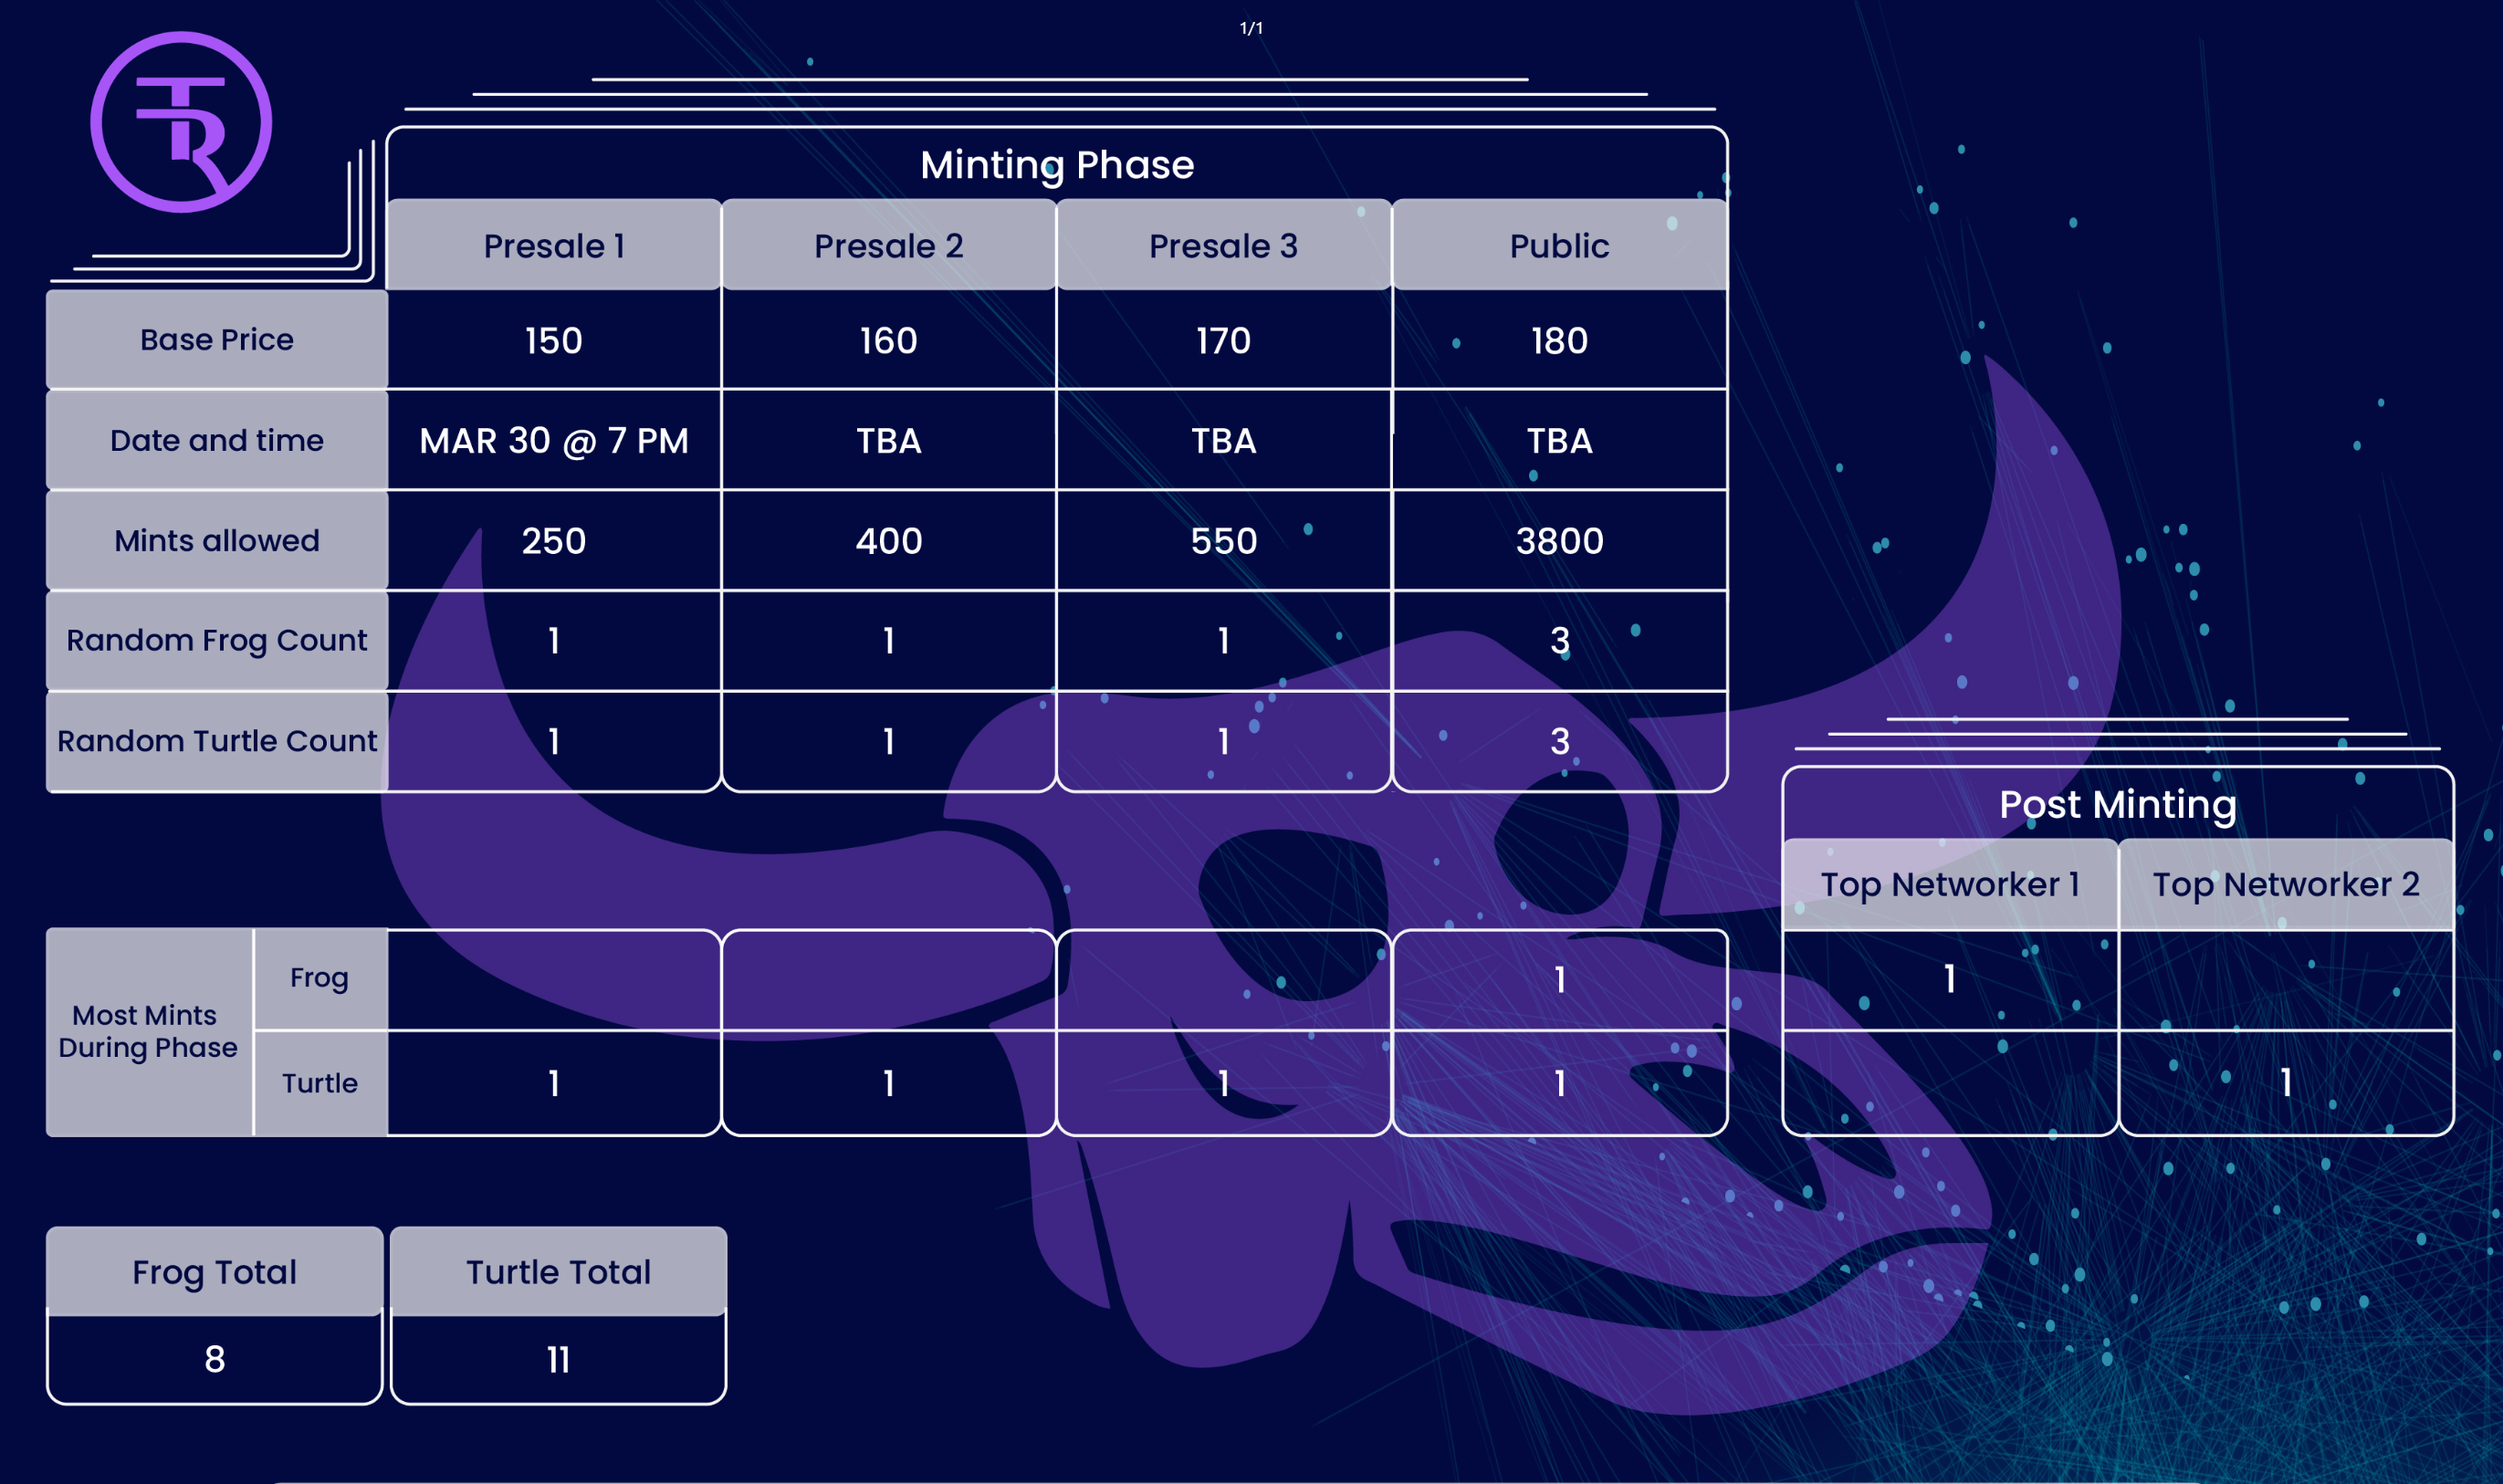 1/1
TR
Minting Phase
Presale 1 Presale 2 Presale 3 Public
Base Price 150 160 170 180
Date and time MAR 30 @ 7 PM TBA TBA TBA
Mints allowed 250 400 550 3800
Random Frog Count 1 1 1 3
Random Turtle Count 1 1 1 3
Post Minting
Top Networker 1 Top Networker 2
Most Mints
During Phase
Frog 1 1
Turtle 1 1 1 1 1
Frog Total Turtle Total
8 11